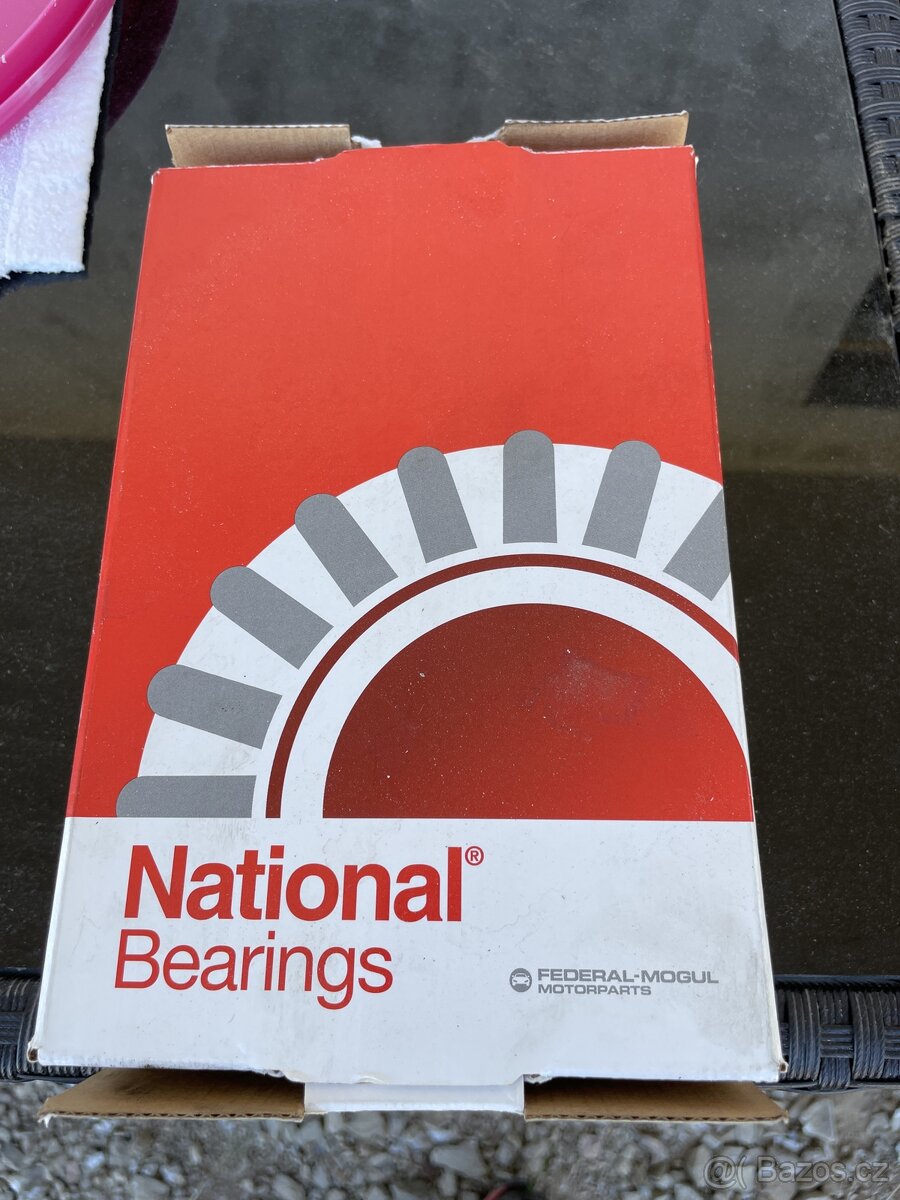 National®
Bearings
FEDERAL-MOGUL
MOTORPARTS
@( Bazos.cz